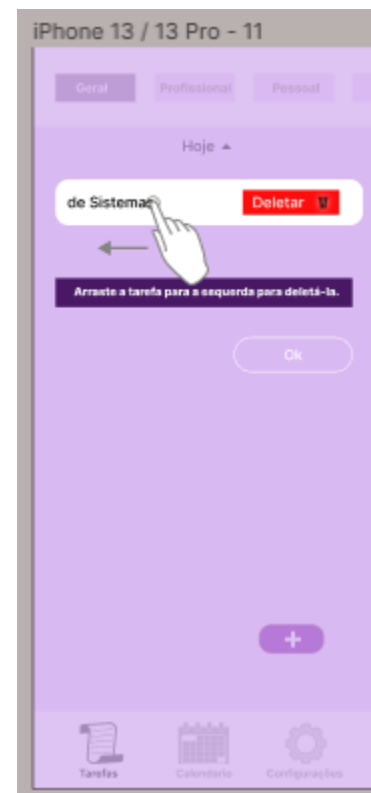 iPhone 13 / 13 Pro - 11
Geral Profissional Pessoal
Hoje
de Sistemas Deletar
Arraste a tarefa para a esquerda para deletá-la.
Ok
+
Tarefas Calendário Configurações